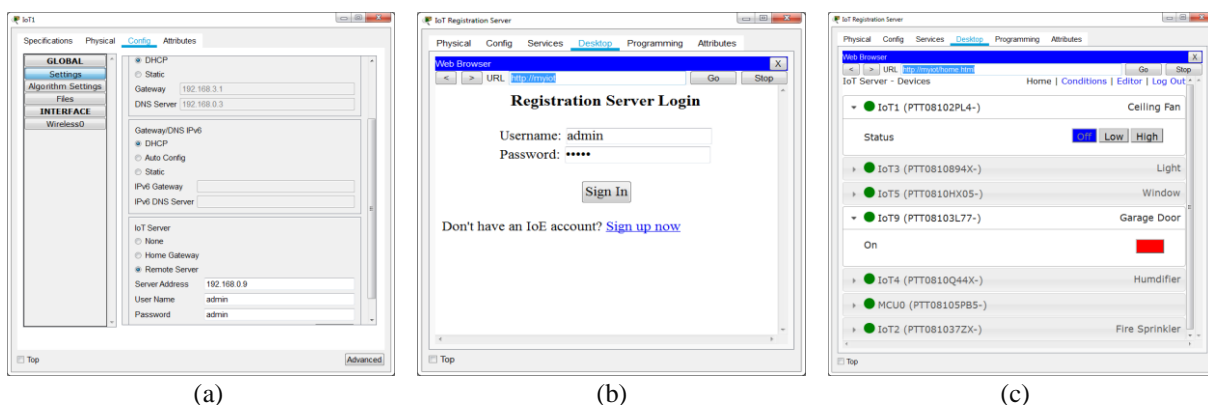 IoT1
Specifications Physical Config Attributes
GLOBAL
Settings
Algorithm Settings
Files
INTERFACE
Wireless0
DHCP
Static
Gateway 192.168.3.1
DNS Server 192.168.0.3
Gateway/DNS IPv6
DHCP
Auto Config
Static
IPv6 Gateway
IPv6 DNS Server
IoT Server
None
Home Gateway
Remote Server
Server Address 192.168.0.9
User Name admin
Password admin
Top
Advanced
(a)
IoT Registration Server
Physical Config Services Desktop Programming Attributes
Web Browser X
< > URL http://myiot Go Stop
Registration Server Login
Username: admin
Password: •••••
Sign In
Don't have an IoE account? Sign up now
Top
(b)
IoT Registration Server
Physical Config Services Desktop Programming Attributes
Web Browser X
< > URL http://myiot/home.html Go Stop
IoT Server - Devices Home | Conditions | Editor | Log Out
IoT1 (PTT08102PL4-) Ceiling Fan
Status Off Low High
IoT3 (PTT0810894X-) Light
IoT5 (PTT0810HX05-) Window
IoT9 (PTT08103L77-) Garage Door
On
IoT4 (PTT0810Q44X-) Humdifier
MCU0 (PTT08105PB5-)
IoT2 (PTT081037ZX-) Fire Sprinkler
Top
(c)